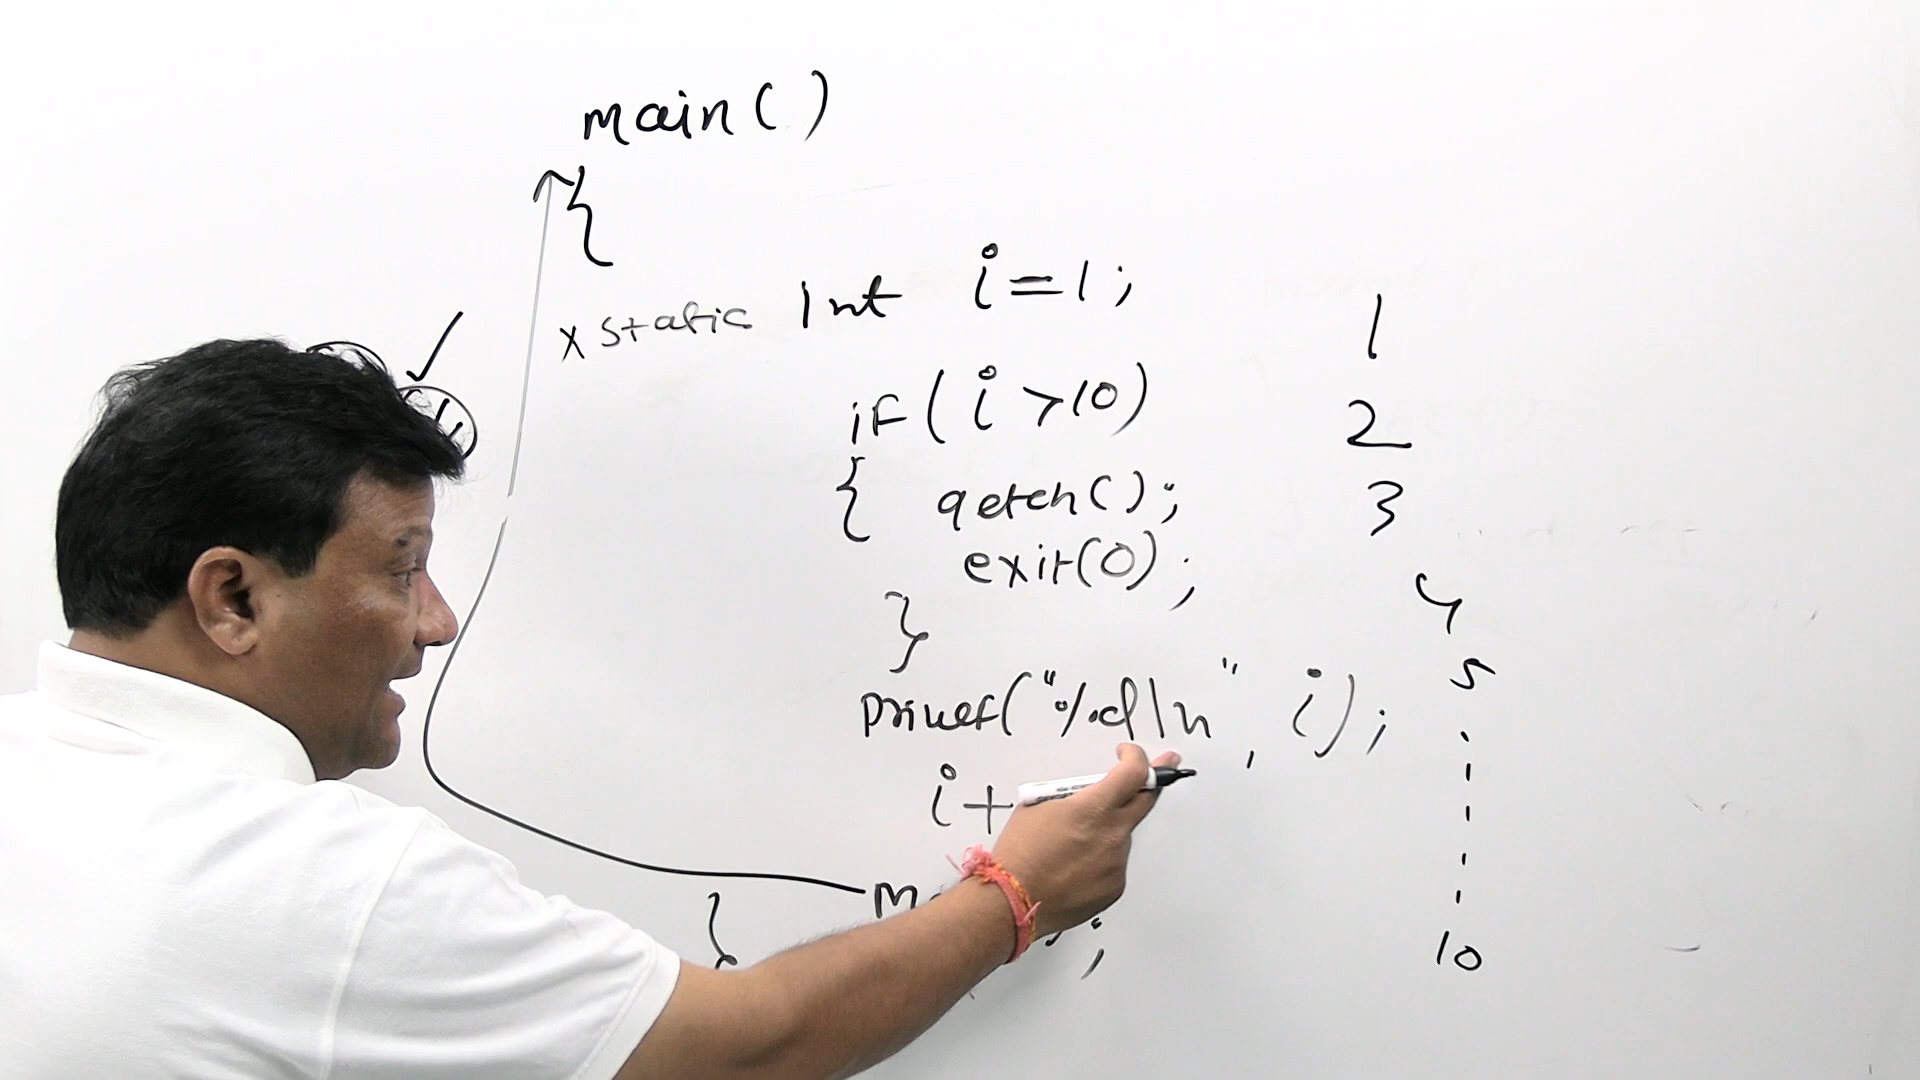 main()
{
x static int i=1;
if(i>10)
{ getch();
exit(0);
}
printf("%d\n", i);
i+
;
}
1
2
3
4
5
10